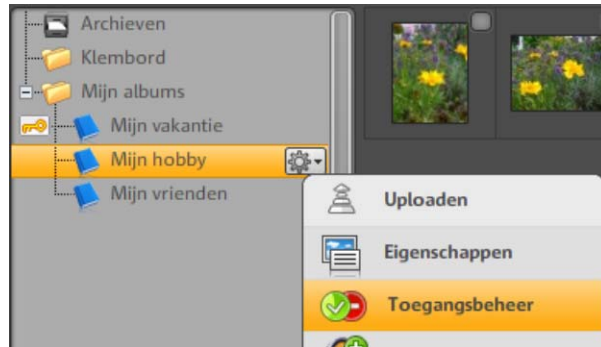 Archieven
Klembord
Mijn albums
Mijn vakantie
Mijn hobby
Mijn vrienden
Uploaden
Eigenschappen
Toegangsbeheer